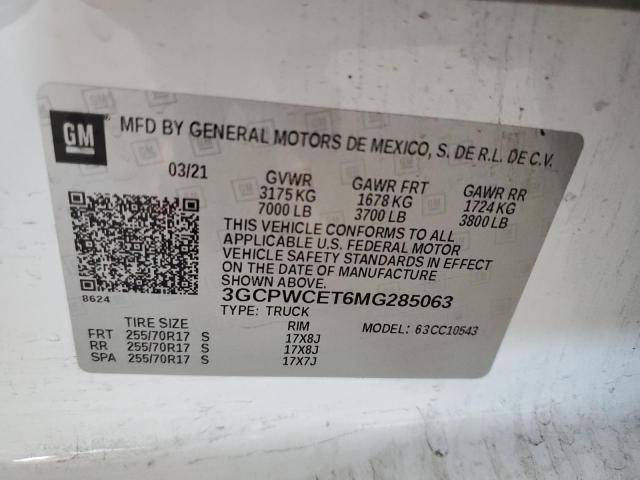 GM MFD BY GENERAL MOTORS DE MEXICO, S. DE R.L. DE C.V.
03/21 GVWR GAWR FRT GAWR RR
3175 KG 1678 KG 1724 KG
7000 LB 3700 LB 3800 LB
THIS VEHICLE CONFORMS TO ALL
APPLICABLE U.S. FEDERAL MOTOR
VEHICLE SAFETY STANDARDS IN EFFECT
ON THE DATE OF MANUFACTURE
SHOWN ABOVE.
8624 3GCPWCET6MG285063
TYPE: TRUCK
TIRE SIZE RIM MODEL: 63CC10543
FRT 255/70R17 S 17X8J
RR 255/70R17 S 17X8J
SPA 255/70R17 S 17X7J